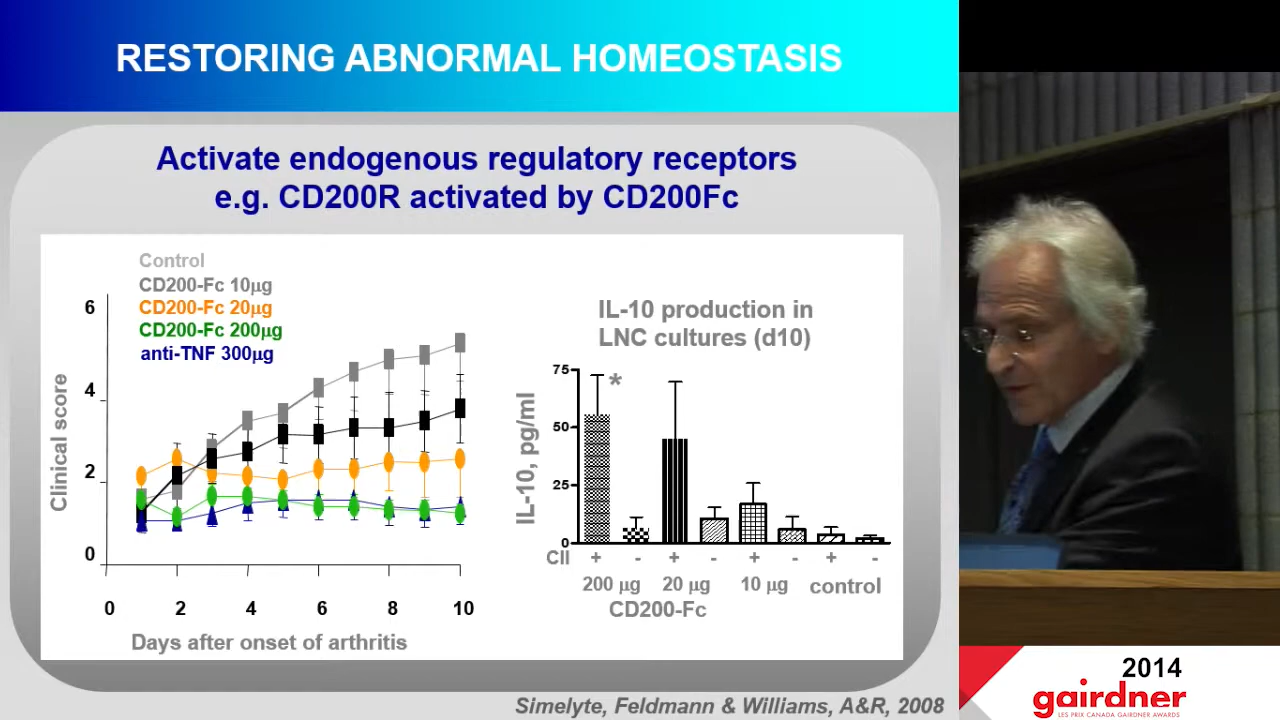 RESTORING ABNORMAL HOMEOSTASIS
Activate endogenous regulatory receptors
e.g. CD200R activated by CD200Fc
Control
CD200-Fc 10µg
CD200-Fc 20µg
CD200-Fc 200µg
anti-TNF 300µg
Clinical score
6
4
2
0
0 2 4 6 8 10
Days after onset of arthritis
IL-10 production in
LNC cultures (d10)
IL-10, pg/ml
75
50
25
0
*
CII + - + - + - + -
200 µg 20 µg 10 µg control
CD200-Fc
Simelyte, Feldmann & Williams, A&R, 2008
2014
gairdner
LES PRIX CANADA GAIRDNER AWARDS